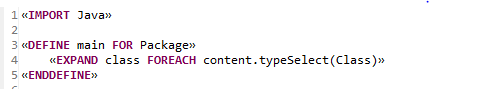 1 «IMPORT Java»
2
3 «DEFINE main FOR Package»
4     «EXPAND class FOREACH content.typeSelect(Class)»
5 «ENDDEFINE»